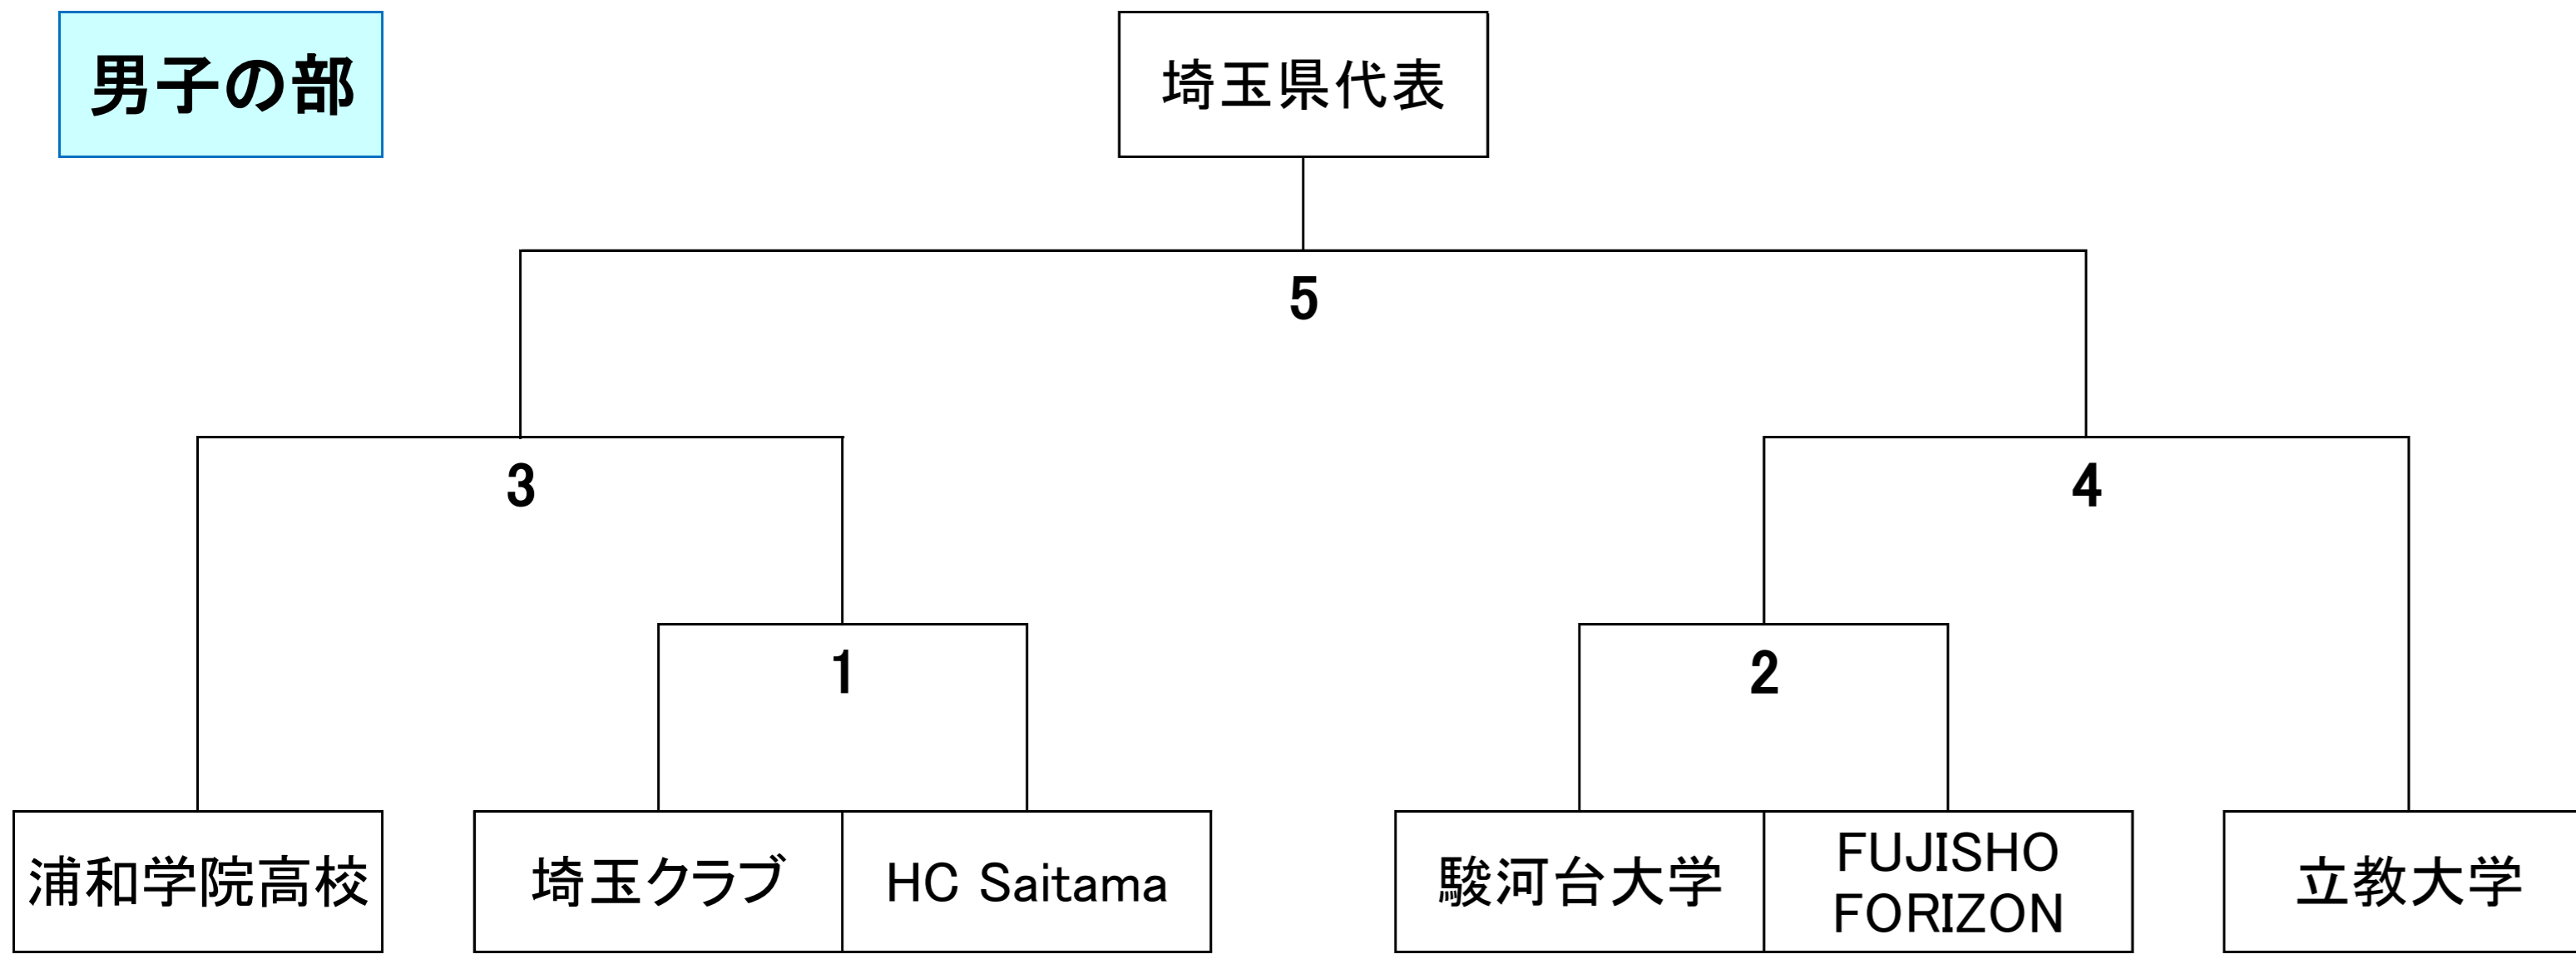 男子の部
埼玉県代表
5
3
4
1
2
浦和学院高校
埼玉クラブ
HC Saitama
駿河台大学
FUJISHO
FORIZON
立教大学